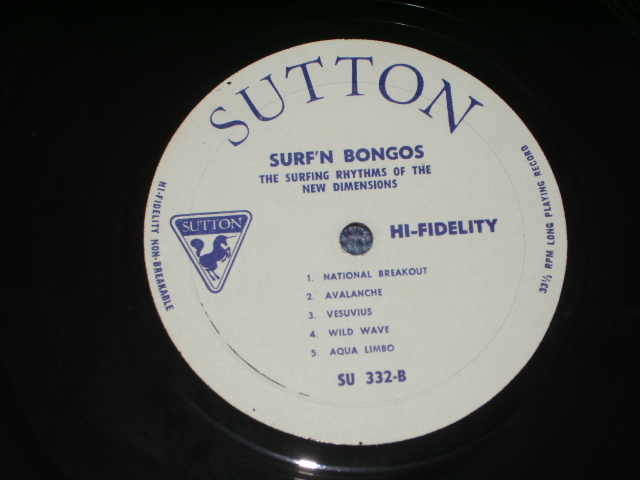 SUTTON
SURF'N BONGOS
THE SURFING RHYTHMS OF THE
NEW DIMENSIONS
HI-FIDELITY NON-BREAKABLE
33⅓ RPM LONG PLAYING RECORD
SUTTON
HI-FIDELITY
1. NATIONAL BREAKOUT
2. AVALANCHE
3. VESUVIUS
4. WILD WAVE
5. AQUA LIMBO
SU 332-B